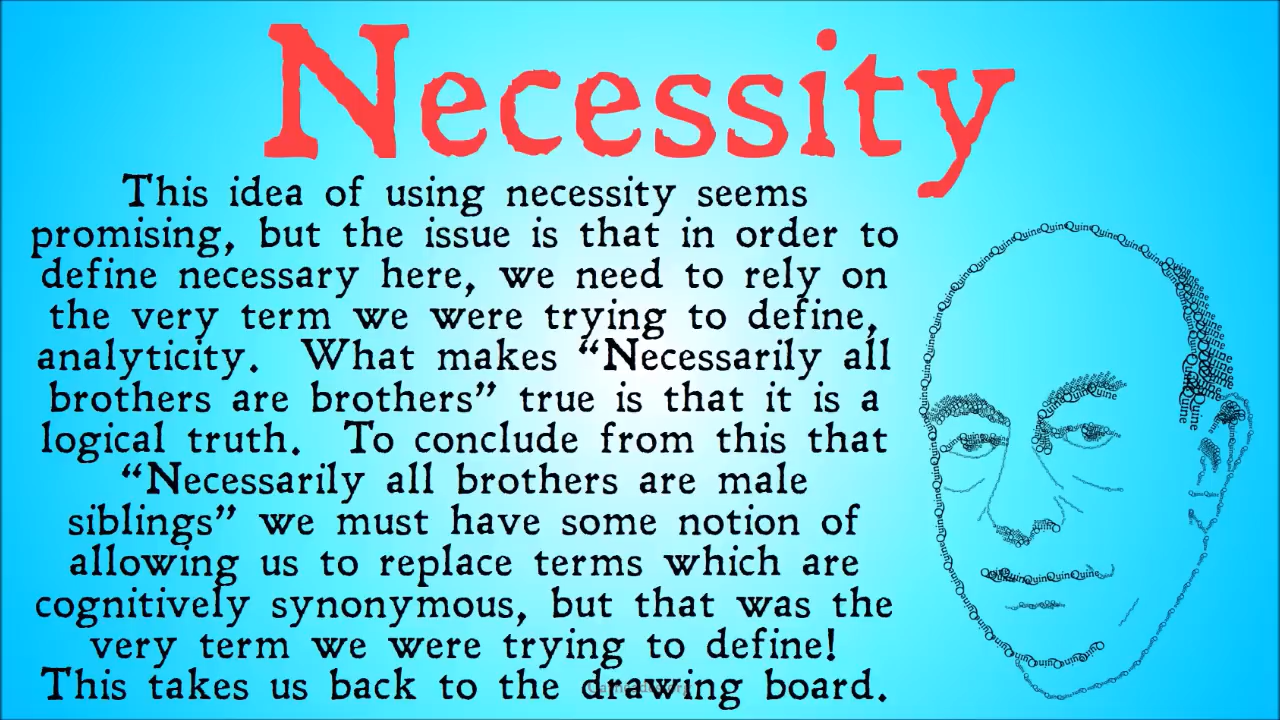 Necessity
This idea of using necessity seems
promising, but the issue is that in order to
define necessary here, we need to rely on
the very term we were trying to define,
analyticity.  What makes “Necessarily all
brothers are brothers” true is that it is a
logical truth.  To conclude from this that
“Necessarily all brothers are male
siblings” we must have some notion of
allowing us to replace terms which are
cognitively synonymous, but that was the
very term we were trying to define!
This takes us back to the drawing board.
Quine